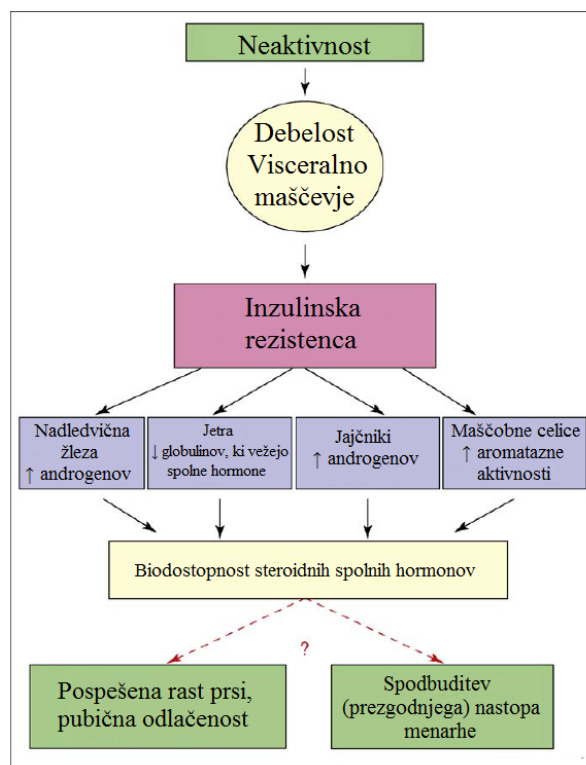 Neaktivnost
Debelost
Visceralno
maščevje
Inzulinska
rezistenca
Nadledvična
žleza
↑ androgenov
Jetra
↓ globulinov, ki vežejo
spolne hormone
Jajčniki
↑ androgenov
Maščobne celice
↑ aromatazne
aktivnosti
Biodostopnost steroidnih spolnih hormonov
?
Pospešena rast prsi,
pubična odlačenost
Spodbuditev
(prezgodnjega) nastopa
menarhe